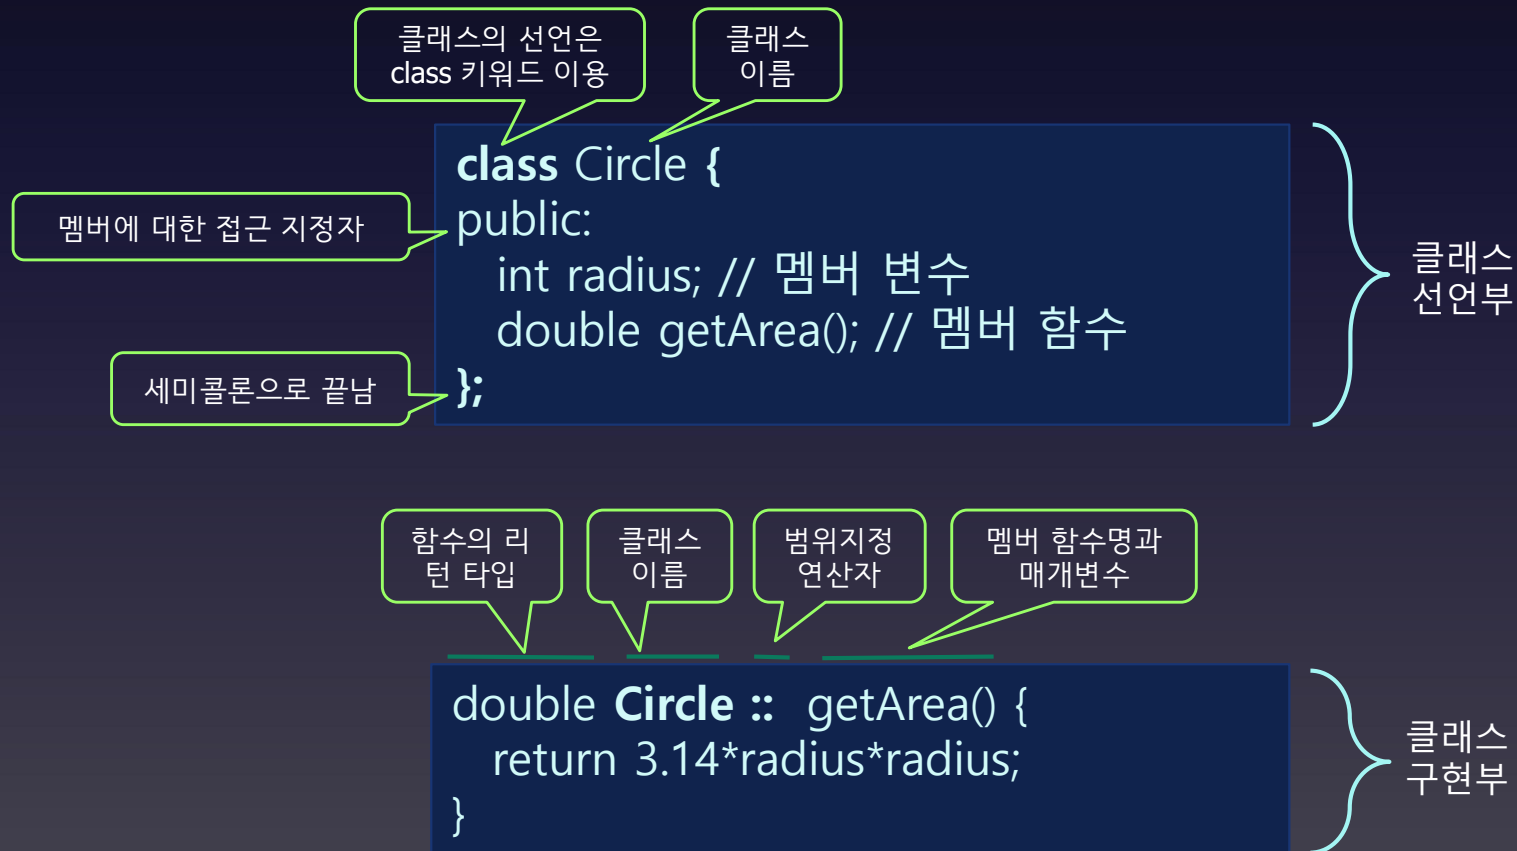 클래스의 선언은
class 키워드 이용
클래스
이름
class Circle {
멤버에 대한 접근 지정자
public:
int radius; // 멤버 변수
double getArea(); // 멤버 함수
세미콜론으로 끝남
};
클래스
선언부
함수의 리
턴 타입
클래스
이름
범위지정
연산자
멤버 함수명과
매개변수
double Circle :: getArea() {
return 3.14*radius*radius;
}
클래스
구현부